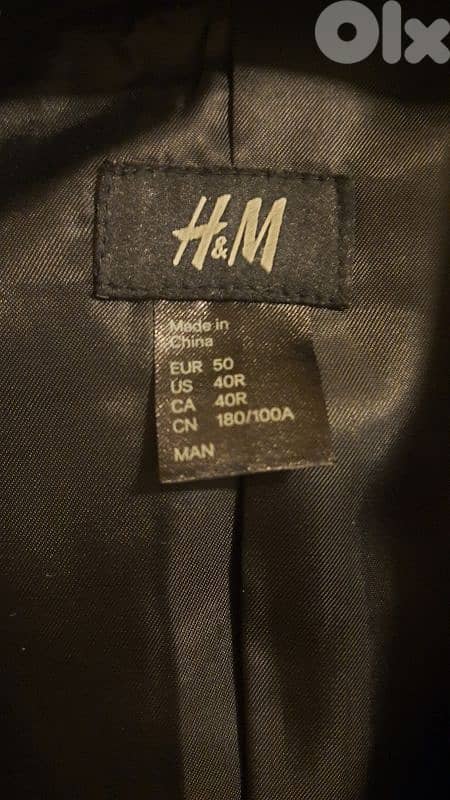 Olx
H&M
Made in
China
EUR 50
US 40R
CA 40R
CN 180/100A
MAN